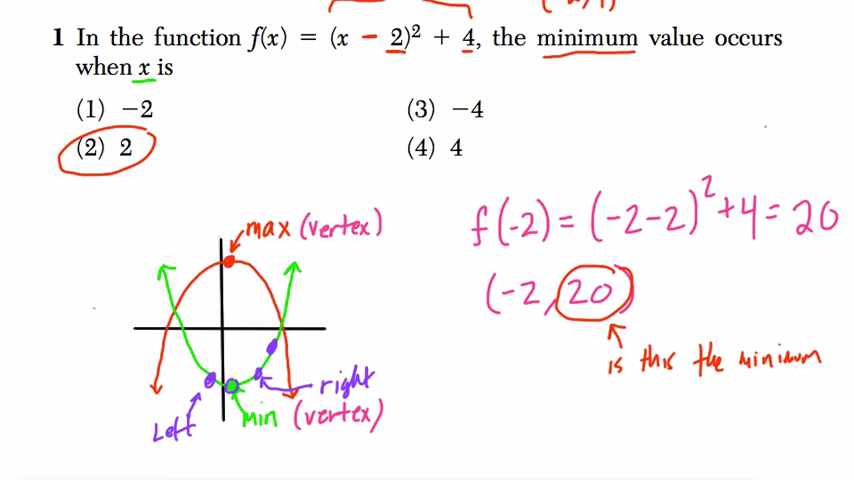 1 In the function f(x) = (x − 2)² + 4, the minimum value occurs
when x is
(1) −2
(3) −4
(2) 2
(4) 4
f(-2) = (-2-2)² + 4 = 20
(-2, 20)
is this the minimum
max (vertex)
right
Left
Min (vertex)